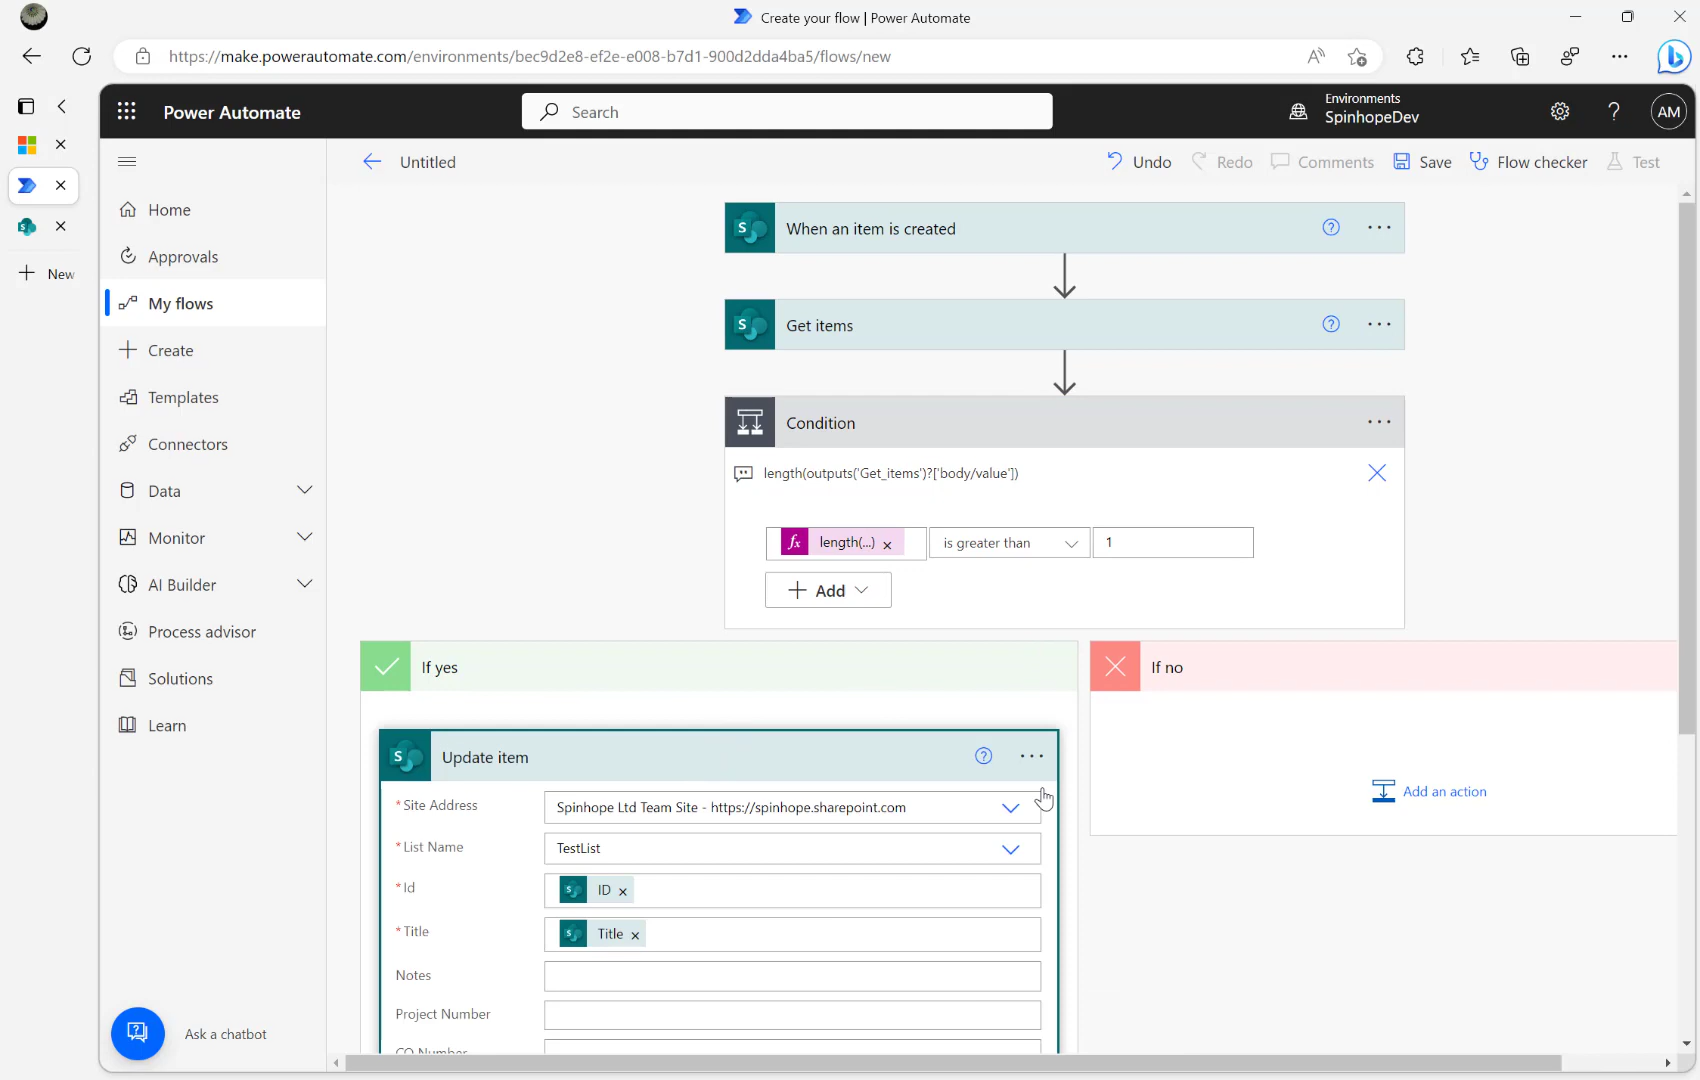 Create your flow | Power Automate
https://make.powerautomate.com/environments/bec9d2e8-ef2e-e008-b7d1-900d2dda4ba5/flows/new
Power Automate
Search
Environments
SpinhopeDev
AM
New
Untitled
Undo
Redo
Comments
Save
Flow checker
Test
Home
Approvals
My flows
Create
Templates
Connectors
Data
Monitor
AI Builder
Process advisor
Solutions
Learn
Ask a chatbot
When an item is created
Get items
Condition
length(outputs('Get_items')?['body/value'])
fx length(...) is greater than 1
Add
If yes
If no
Update item
Add an action
* Site Address Spinhope Ltd Team Site - https://spinhope.sharepoint.com
* List Name TestList
* Id ID
* Title Title
Notes
Project Number
CO Number